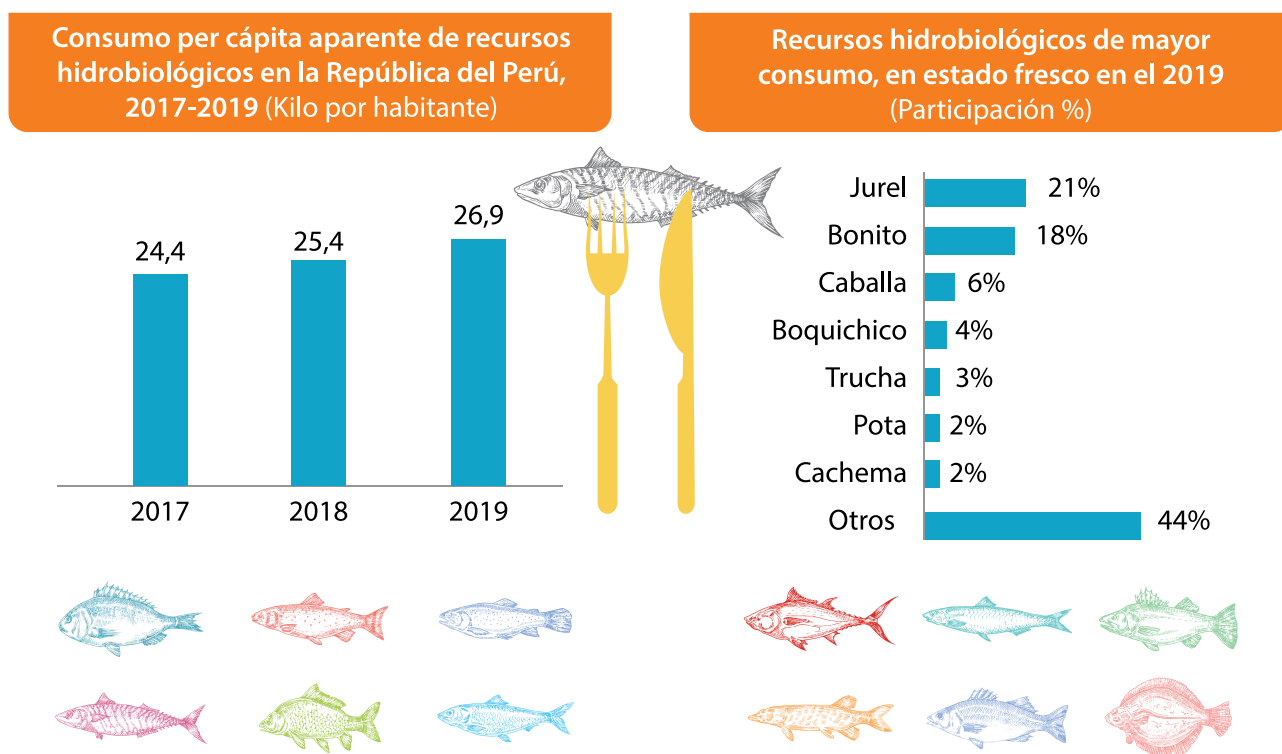 Consumo per cápita aparente de recursos
hidrobiológicos en la República del Perú,
2017-2019 (Kilo por habitante)
24,4
25,4
26,9
2017
2018
2019
Recursos hidrobiológicos de mayor
consumo, en estado fresco en el 2019
(Participación %)
Jurel 21%
Bonito 18%
Caballa 6%
Boquichico 4%
Trucha 3%
Pota 2%
Cachema 2%
Otros 44%